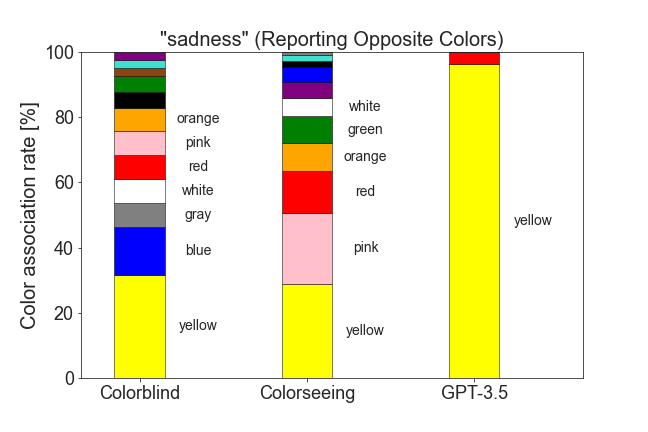 "sadness" (Reporting Opposite Colors)
Color association rate [%]
100
80
60
40
20
0
orange
pink
red
white
gray
blue
yellow
white
green
orange
red
pink
yellow
yellow
Colorblind
Colorseeing
GPT-3.5